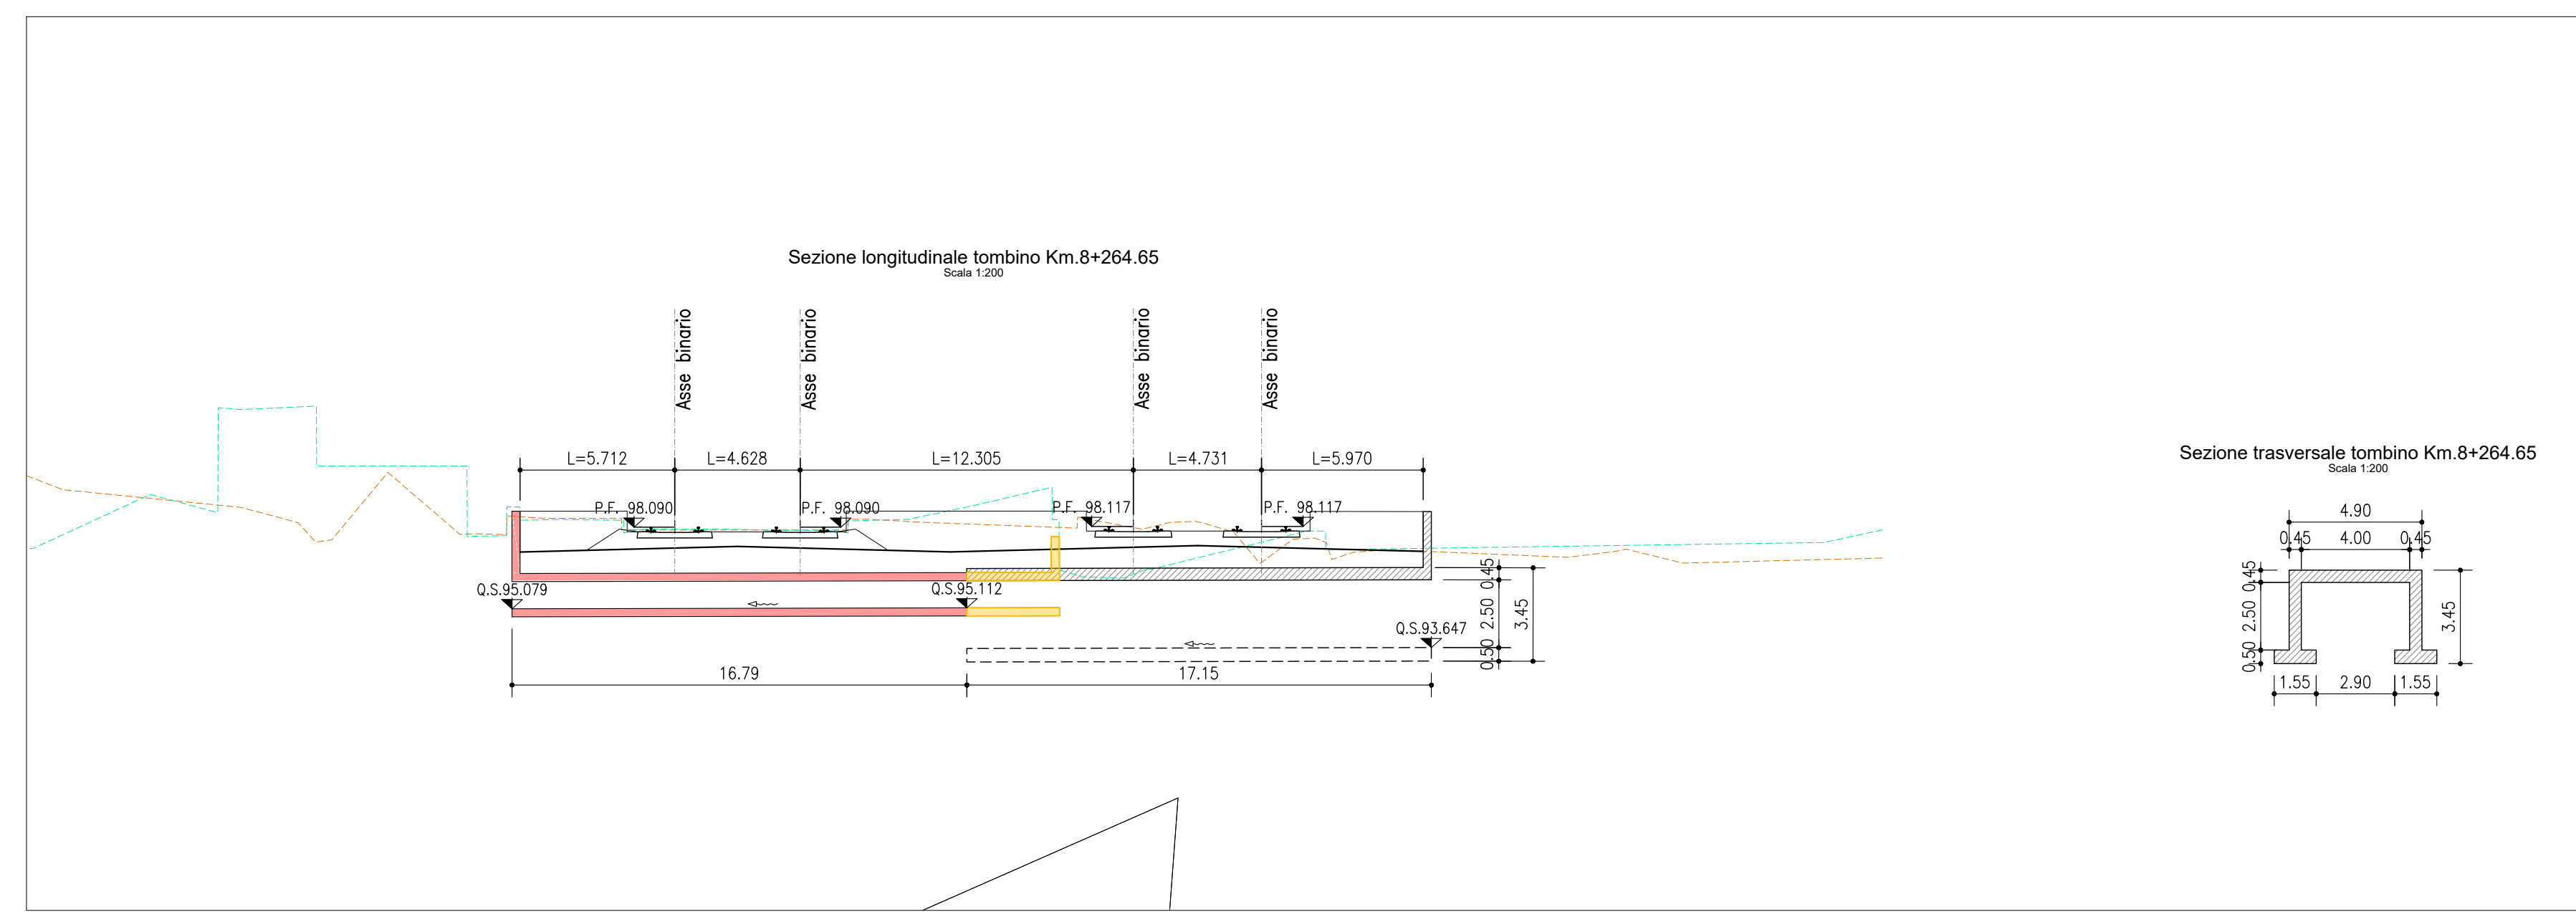 Sezione longitudinale tombino Km.8+264.65
Scala 1:200
Asse binario
Asse binario
Asse binario
Asse binario
L=5.712
L=4.628
L=12.305
L=4.731
L=5.970
P.F. 98.090
P.F. 98.090
P.F. 98.117
P.F. 98.117
Q.S.95.079
Q.S.95.112
Q.S.93.647
0.45
2.50
0.50
3.45
16.79
17.15
Sezione trasversale tombino Km.8+264.65
Scala 1:200
4.90
0.45
4.00
0.45
0.45
2.50
0.50
3.45
1.55
2.90
1.55